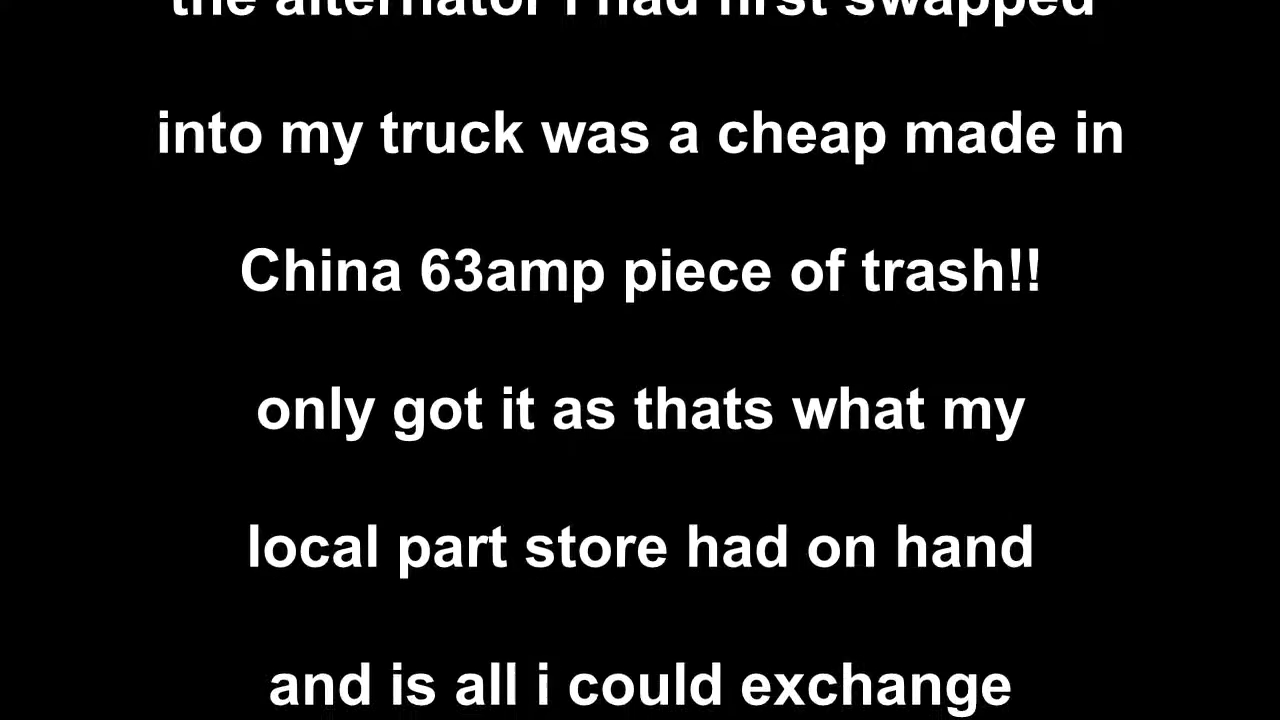 the alternator i had first swapped
into my truck was a cheap made in
China 63amp piece of trash!!
only got it as thats what my
local part store had on hand
and is all i could exchange